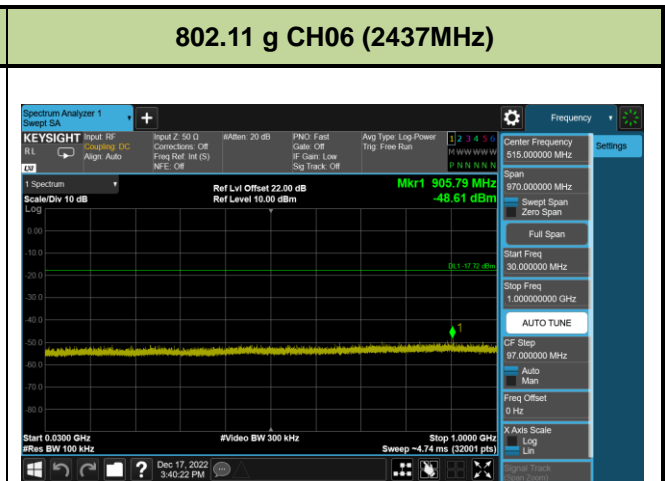 802.11 g CH06 (2437MHz)
Spectrum Analyzer 1
Swept SA
+
Frequency
KEYSIGHT
RL
LXI
Input: RF
Coupling: DC
Align: Auto
Input Z: 50 Ω
Corrections: Off
Freq Ref: Int (S)
NFE: Off
#Atten: 20 dB
PNO: Fast
Gate: Off
IF Gain: Low
Sig Track: Off
Avg Type: Log-Power
Trig: Free Run
1 2 3 4 5 6
M W W W W W
P N N N N N
1 Spectrum
Scale/Div 10 dB
Log
Ref Lvl Offset 22.00 dB
Ref Level 10.00 dBm
Mkr1 905.79 MHz
-48.61 dBm
0.00
-10.0
-20.0
-30.0
-40.0
-50.0
-60.0
-70.0
-80.0
DL1 -17.72 dBm
1
Start 0.0300 GHz
#Res BW 100 kHz
#Video BW 300 kHz
Stop 1.0000 GHz
Sweep ~4.74 ms (32001 pts)
?
Dec 17, 2022
3:40:22 PM
Center Frequency
515.000000 MHz
Settings
Span
970.000000 MHz
Swept Span
Zero Span
Full Span
Start Freq
30.000000 MHz
Stop Freq
1.000000000 GHz
AUTO TUNE
CF Step
97.000000 MHz
Auto
Man
Freq Offset
0 Hz
X Axis Scale
Log
Lin
Signal Track
(Span Zoom)